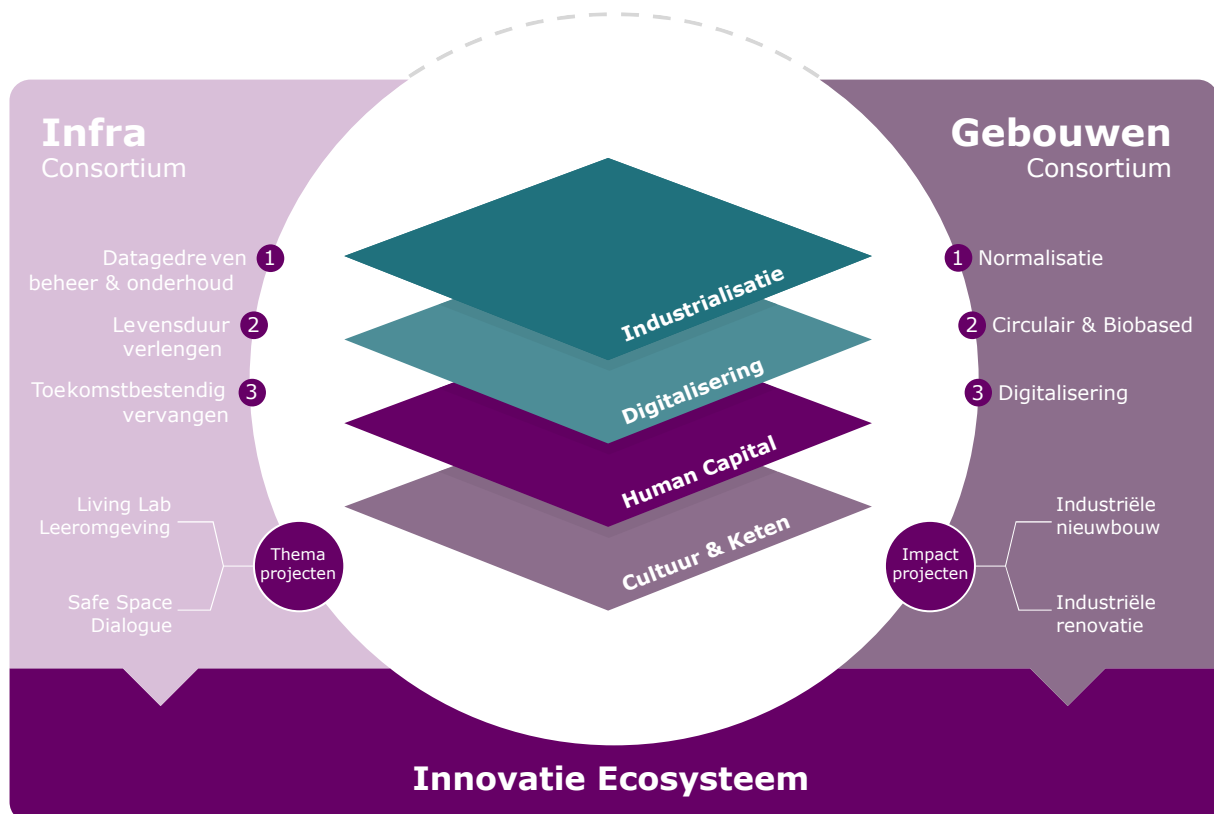 Infra
Consortium
1
Datagedreven
beheer & onderhoud
2
Levensduur
verlengen
3
Toekomstbestendig
vervangen
Living Lab
Leeromgeving
Safe Space
Dialogue
Thema
projecten
Industrialisatie
Digitalisering
Human Capital
Cultuur & Keten
Gebouwen
Consortium
1 Normalisatie
2 Circulair & Biobased
3 Digitalisering
Impact
projecten
Industriële
nieuwbouw
Industriële
renovatie
Innovatie Ecosysteem